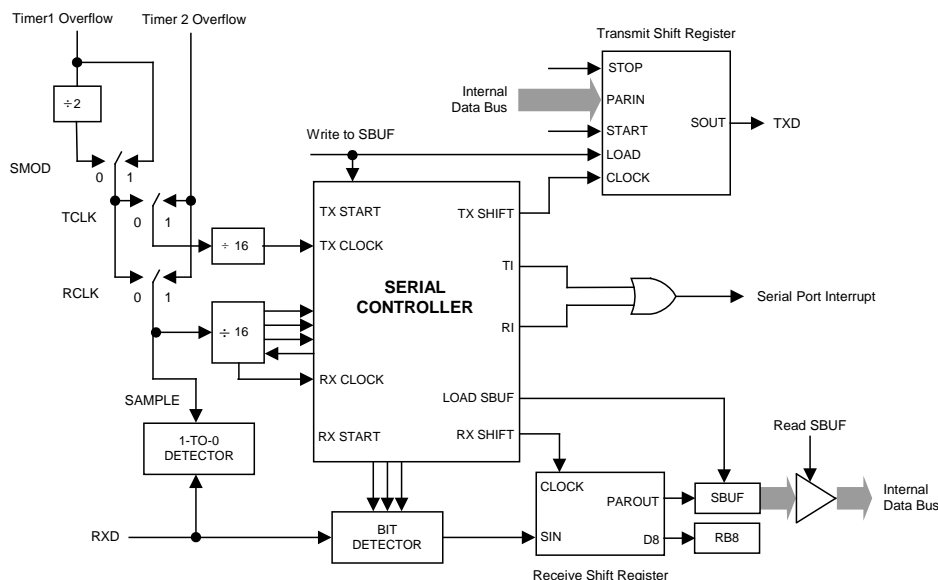 Timer1 Overflow
Timer 2 Overflow
÷2
SMOD
0 1
TCLK
0 1
RCLK
0 1
÷ 16
÷ 16
SAMPLE
1-TO-0
DETECTOR
RXD
Write to SBUF
TX START
TX CLOCK
SERIAL
CONTROLLER
RX CLOCK
RX START
TX SHIFT
TI
RI
LOAD SBUF
RX SHIFT
BIT
DETECTOR
Transmit Shift Register
Internal
Data Bus
STOP
PARIN
START
LOAD
CLOCK
SOUT
TXD
Serial Port Interrupt
CLOCK
PAROUT
SIN
D8
Receive Shift Register
SBUF
RB8
Read SBUF
Internal
Data Bus